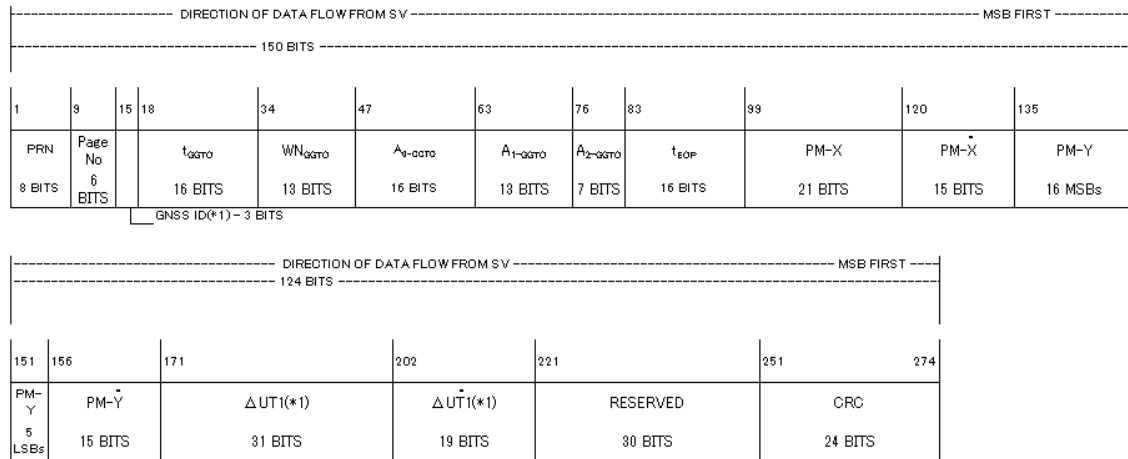 DIRECTION OF DATA FLOW FROM SV MSB FIRST
150 BITS
1 9 15 18 34 47 63 76 83 99 120 135
PRN Page No tGGTO WNGGTO A0-GGTO A1-GGTO A2-GGTO tEOP PM-X PM-Ẋ PM-Y
8 BITS 6 BITS 16 BITS 13 BITS 16 BITS 13 BITS 7 BITS 16 BITS 21 BITS 15 BITS 16 MSBs
GNSS ID(*1) - 3 BITS
DIRECTION OF DATA FLOW FROM SV MSB FIRST
124 BITS
151 156 171 202 221 251 274
PM-Y PM-Ẏ ΔUT1(*1) ΔU̇T1(*1) RESERVED CRC
5 LSBs 15 BITS 31 BITS 19 BITS 30 BITS 24 BITS